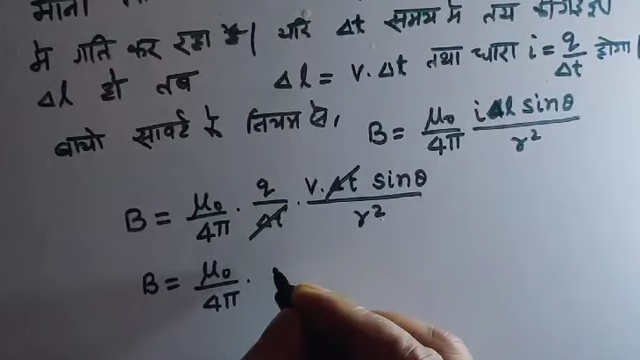 माना
में गति कर रहा है। यदि Δt समय में तय की गई दूरी
Δl हो तब Δl = v.Δt तथा धारा i = q/Δt होगा।
बायो सावर्ट के नियम से, B = μ₀/4π iΔl sinθ/r²
B = μ₀/4π . q/Δt . v.Δt sinθ/r²
B = μ₀/4π .